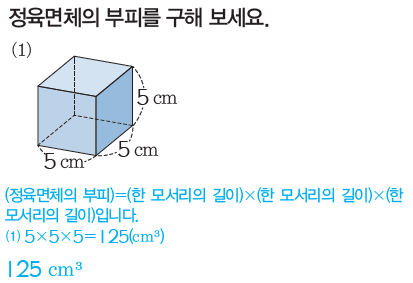 정육면체의 부피를 구해 보세요.
(1)
5 cm
5 cm
5 cm
(정육면체의 부피)=(한 모서리의 길이)×(한 모서리의 길이)×(한
모서리의 길이)입니다.
(1) 5×5×5=125(cm³)
125 cm³